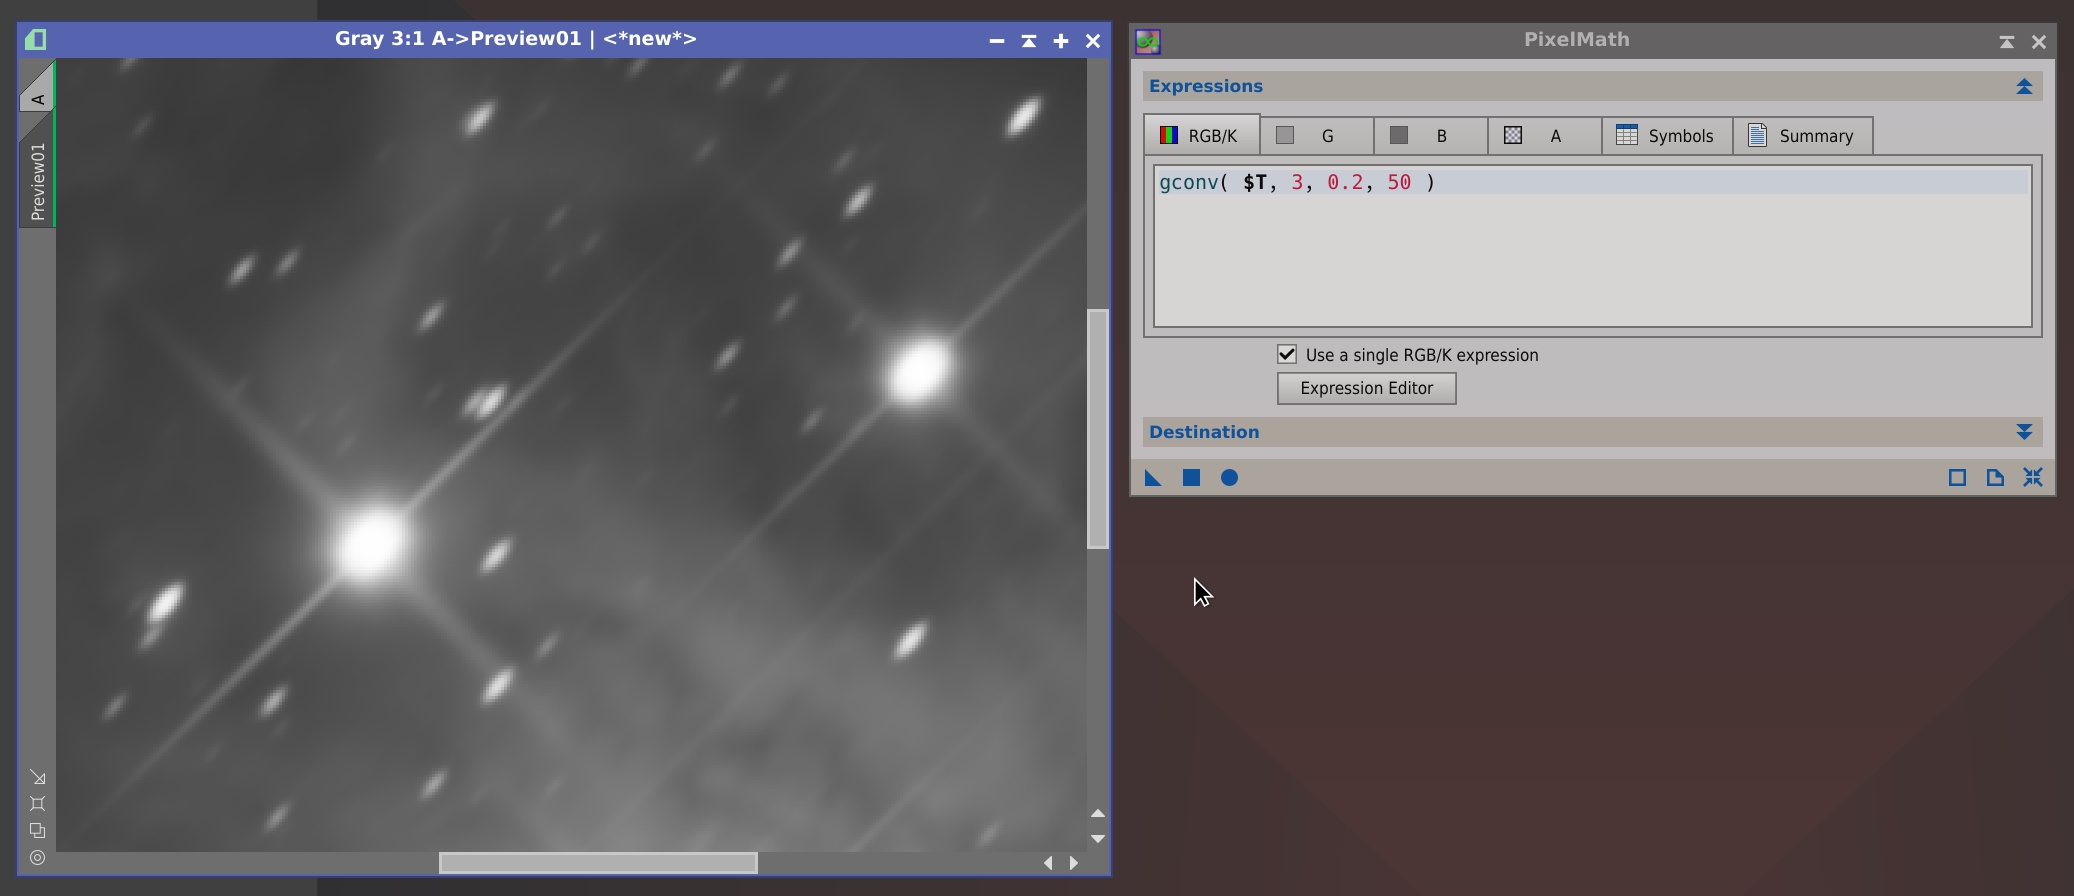 Gray 3:1 A->Preview01 | <*new*>
A
Preview01
PixelMath
Expressions
RGB/K G B A Symbols Summary
gconv( $T, 3, 0.2, 50 )
Use a single RGB/K expression
Expression Editor
Destination